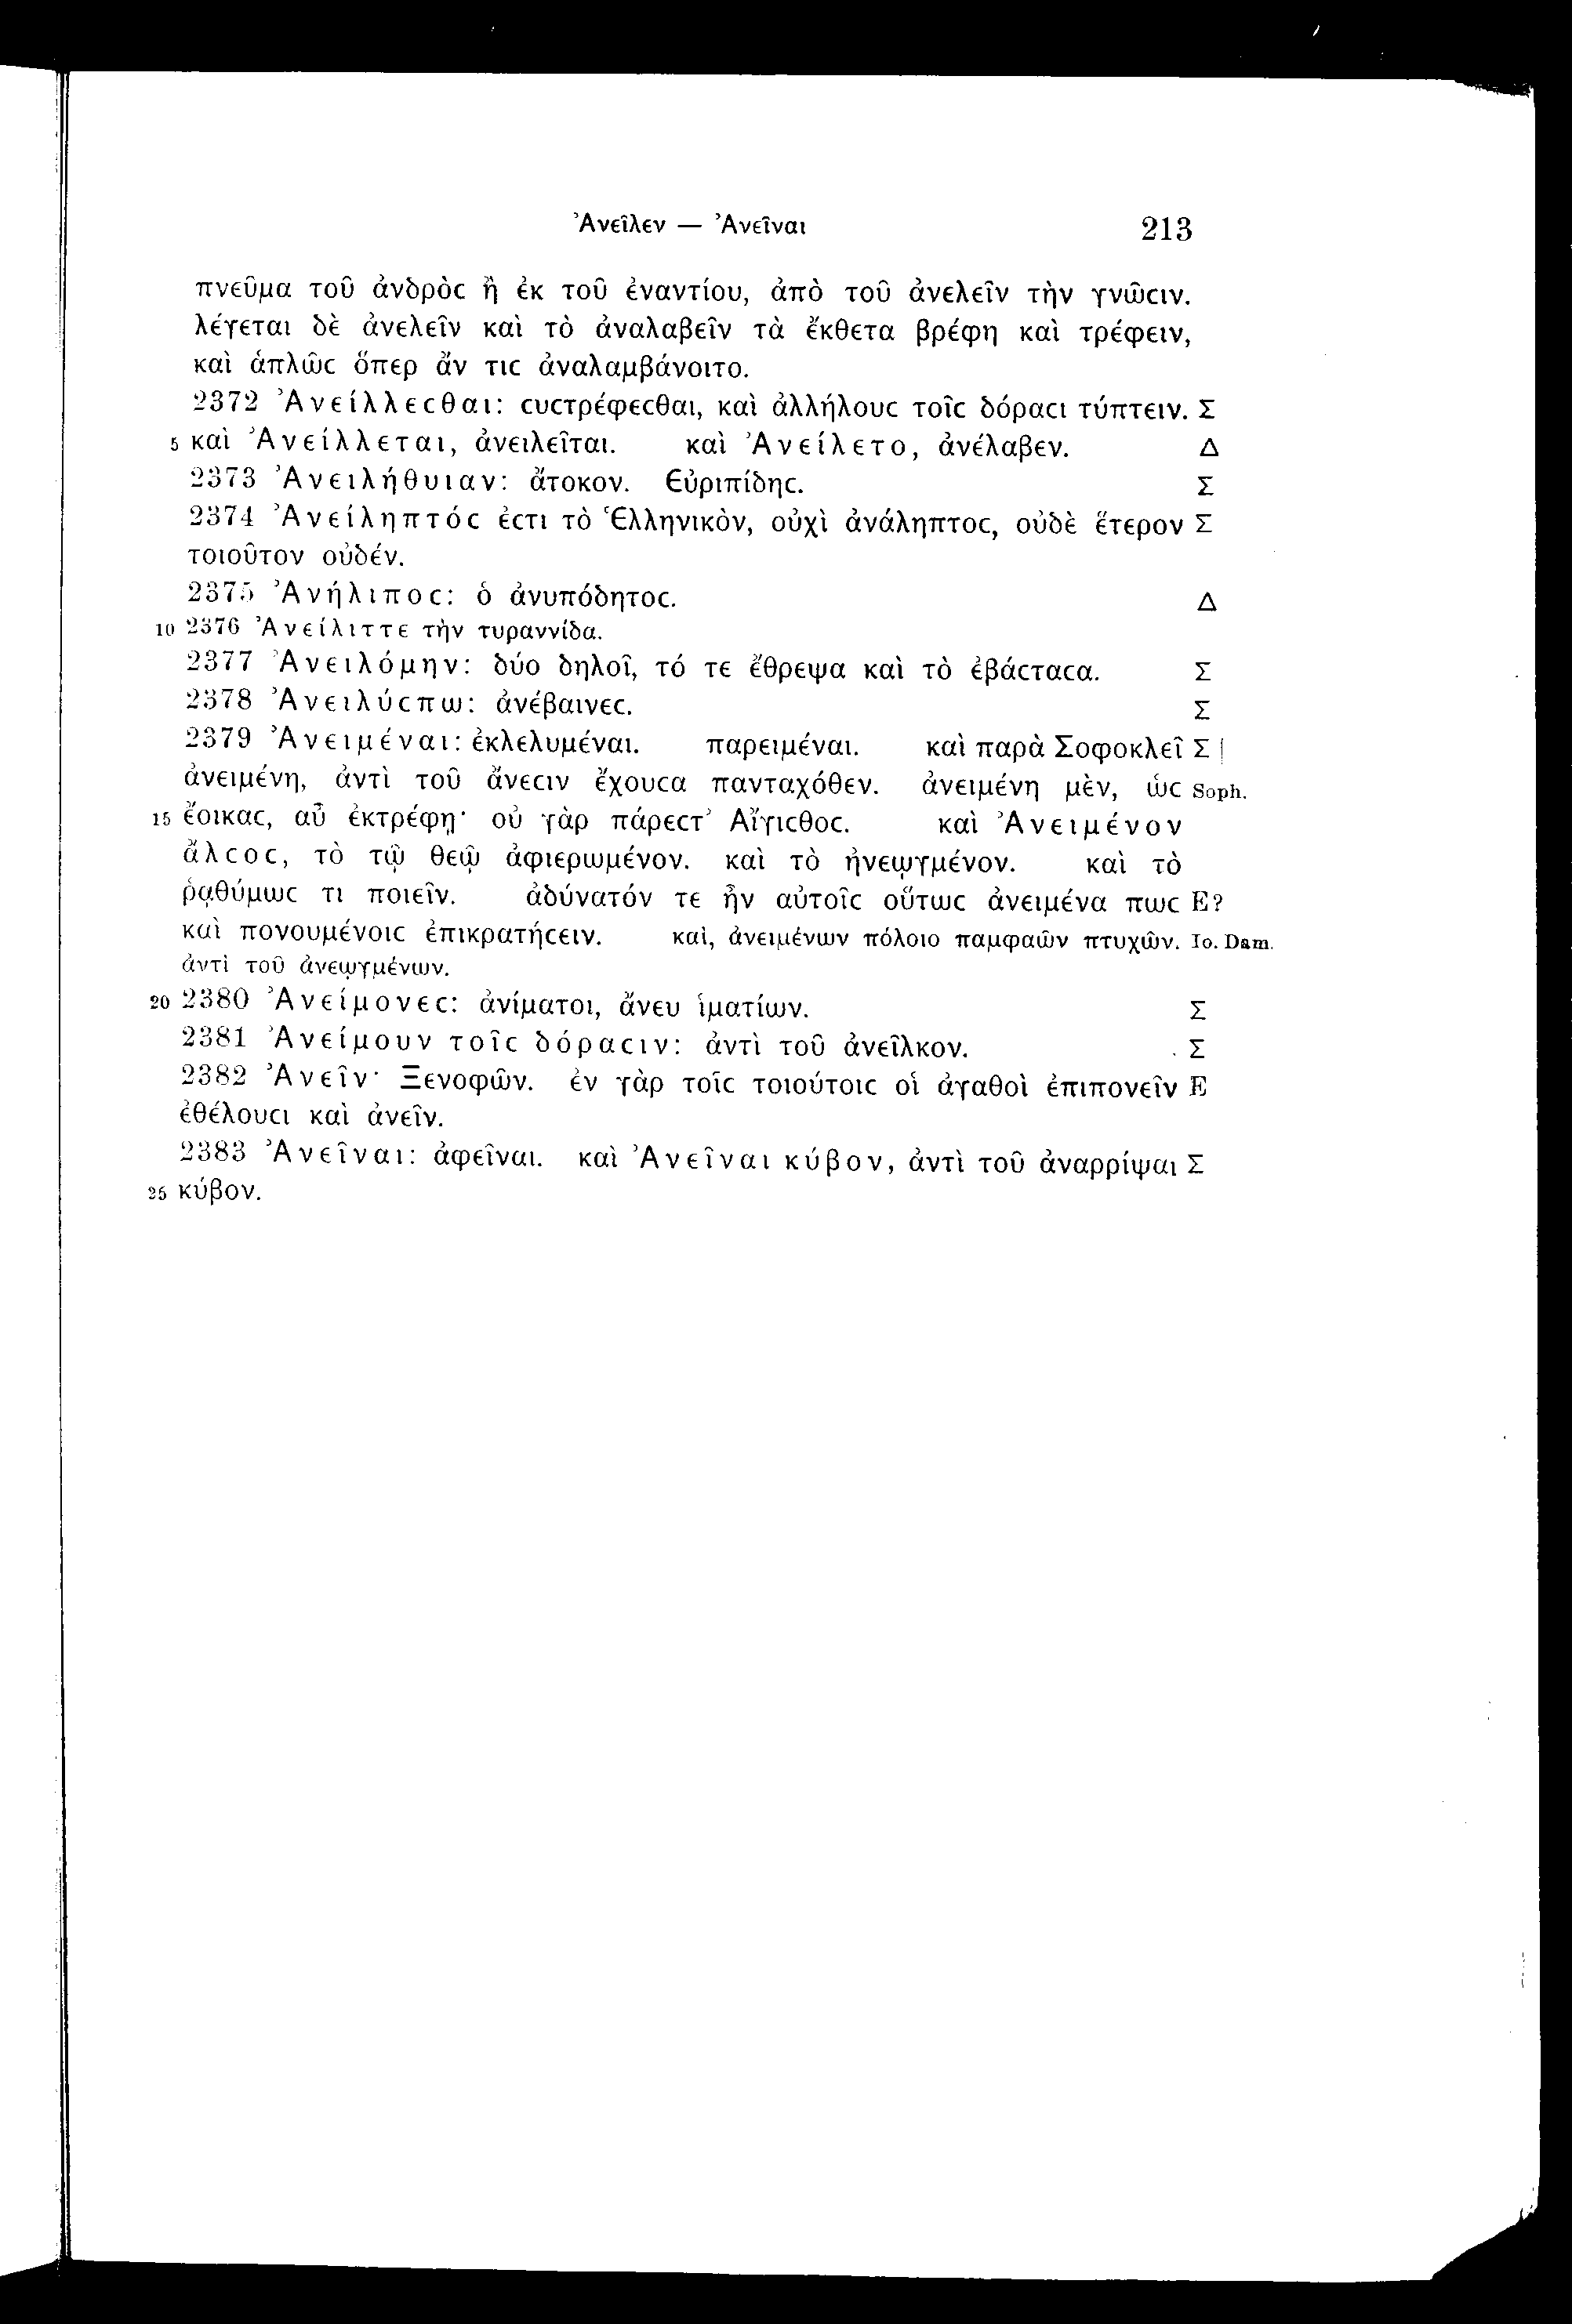 Ἀνεῖλεν — Ἀνεῖναι 213
πνεῦμα τοῦ ἀνδρὸϲ ἢ ἐκ τοῦ ἐναντίου, ἀπὸ τοῦ ἀνελεῖν τὴν γνῶϲιν.
λέγεται δὲ ἀνελεῖν καὶ τὸ ἀναλαβεῖν τὰ ἔκθετα βρέφη καὶ τρέφειν,
καὶ ἁπλῶϲ ὅπερ ἄν τιϲ ἀναλαμβάνοιτο.
2372 Ἀνείλλεϲθαι: ϲυϲτρέφεϲθαι, καὶ ἀλλήλουϲ τοῖϲ δόραϲι τύπτειν. Σ
5 καὶ Ἀνείλλεται, ἀνειλεῖται. καὶ Ἀνείλετο, ἀνέλαβεν. Δ
2373 Ἀνειλήθυιαν: ἄτοκον. Εὐριπίδηϲ. Σ
2374 Ἀνείληπτόϲ ἐϲτι τὸ Ἑλληνικὸν, οὐχὶ ἀνάληπτοϲ, οὐδὲ ἕτερον Σ
τοιοῦτον οὐδέν.
2375 Ἀνήλιποϲ: ὁ ἀνυπόδητοϲ. Δ
10 2376 Ἀνείλιττε τὴν τυραννίδα.
2377 Ἀνειλόμην: δύο δηλοῖ, τό τε ἔθρεψα καὶ τὸ ἐβάϲταϲα. Σ
2378 Ἀνειλύϲπω: ἀνέβαινεϲ. Σ
2379 Ἀνειμέναι: ἐκλελυμέναι. παρειμέναι. καὶ παρὰ Σοφοκλεῖ Σ |
ἀνειμένη, ἀντὶ τοῦ ἄνεϲιν ἔχουϲα πανταχόθεν. ἀνειμένη μὲν, ὡϲ Soph.
15 ἔοικαϲ, αὖ ἐκτρέφῃ· οὐ γὰρ πάρεϲτ’ Αἴγιϲθοϲ. καὶ Ἀνειμένον
ἄλϲοϲ, τὸ τῷ θεῷ ἀφιερωμένον. καὶ τὸ ἠνεῳγμένον. καὶ τὸ
ῥᾳθύμωϲ τι ποιεῖν. ἀδύνατόν τε ἦν αὐτοῖϲ οὕτωϲ ἀνειμένα πωϲ E?
καὶ πονουμένοιϲ ἐπικρατήϲειν. καὶ, ἀνειμένων πόλοιο παμφαῶν πτυχῶν. Io. Dam.
ἀντὶ τοῦ ἀνεῳγμένων.
20 2380 Ἀνείμονεϲ: ἀνίματοι, ἄνευ ἱματίων. Σ
2381 Ἀνείμουν τοῖϲ δόραϲιν: ἀντὶ τοῦ ἀνεῖλκον. Σ
2382 Ἀνεῖν· Ξενοφῶν. ἐν γὰρ τοῖϲ τοιούτοιϲ οἱ ἀγαθοὶ ἐπιπονεῖν E
ἐθέλουϲι καὶ ἀνεῖν.
2383 Ἀνεῖναι: ἀφεῖναι. καὶ Ἀνεῖναι κύβον, ἀντὶ τοῦ ἀναρρίψαι Σ
25 κύβον.